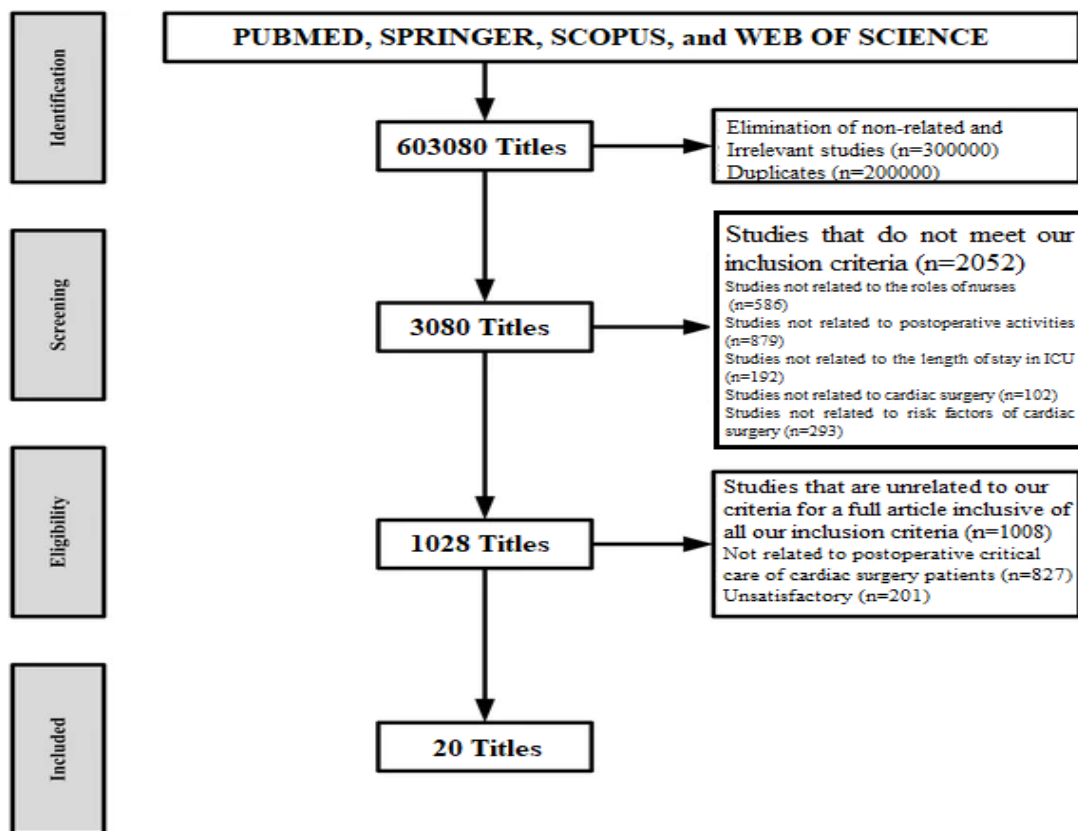 PUBMED, SPRINGER, SCOPUS, and WEB OF SCIENCE
Identification
603080 Titles
Elimination of non-related and
Irrelevant studies (n=300000)
Duplicates (n=200000)
Screening
3080 Titles
Studies that do not meet our
inclusion criteria (n=2052)
Studies not related to the roles of nurses
(n=586)
Studies not related to postoperative activities
(n=879)
Studies not related to the length of stay in ICU
(n=192)
Studies not related to cardiac surgery (n=102)
Studies not related to risk factors of cardiac
surgery (n=293)
Eligibility
1028 Titles
Studies that are unrelated to our
criteria for a full article inclusive of
all our inclusion criteria (n=1008)
Not related to postoperative critical
care of cardiac surgery patients (n=827)
Unsatisfactory (n=201)
Included
20 Titles